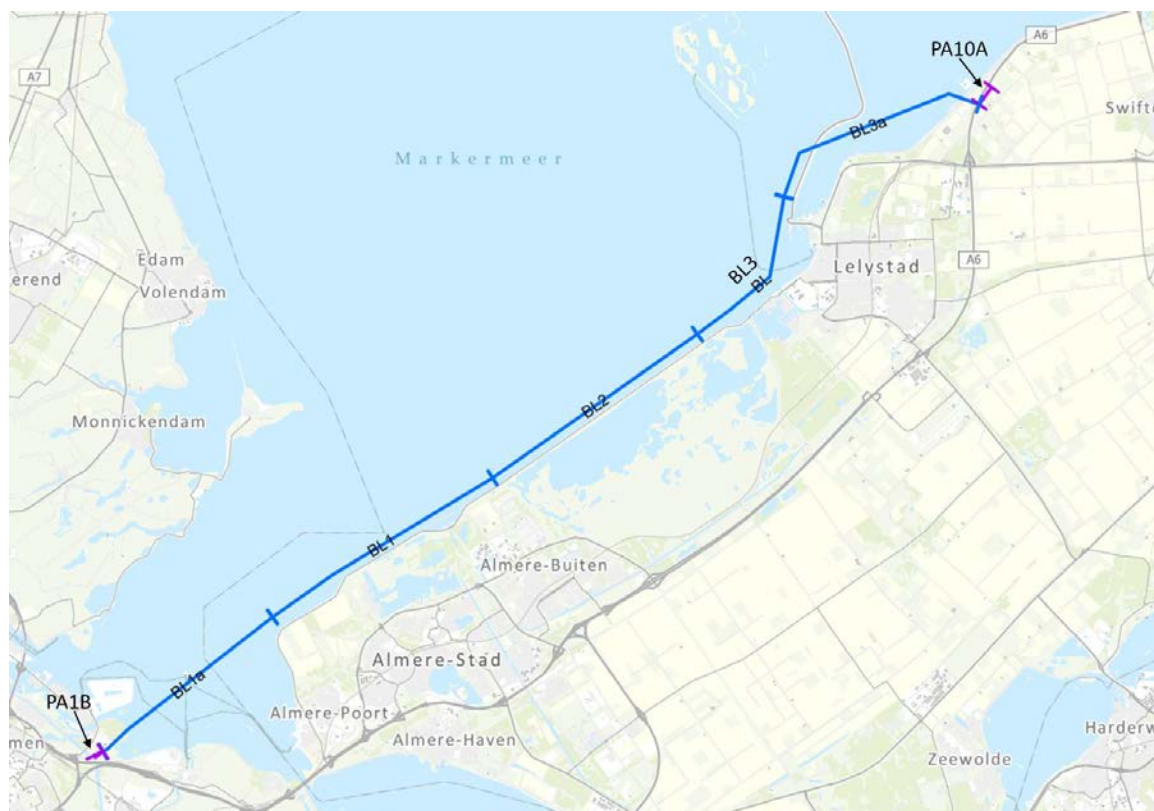 A6
PA10A
A7
Swifte
BL3a
Markermeer
Edam
BL3
Lelystad
A6
erend
Volendam
BL
BL2
Monnickendam
BL1
Almere-Buiten
Almere-Stad
BL1a
PA1B
Almere-Poort
Harderw
men
Almere-Haven
Zeewolde